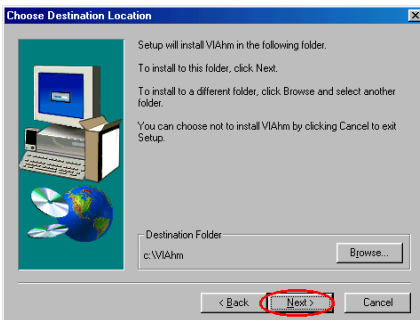 Choose Destination Location
Setup will install VIAhm in the following folder.
To install to this folder, click Next.
To install to a different folder, click Browse and select another
folder.
You can choose not to install VIAhm by clicking Cancel to exit
Setup.
Destination Folder
c:\VIAhm
Browse...
< Back
Next >
Cancel